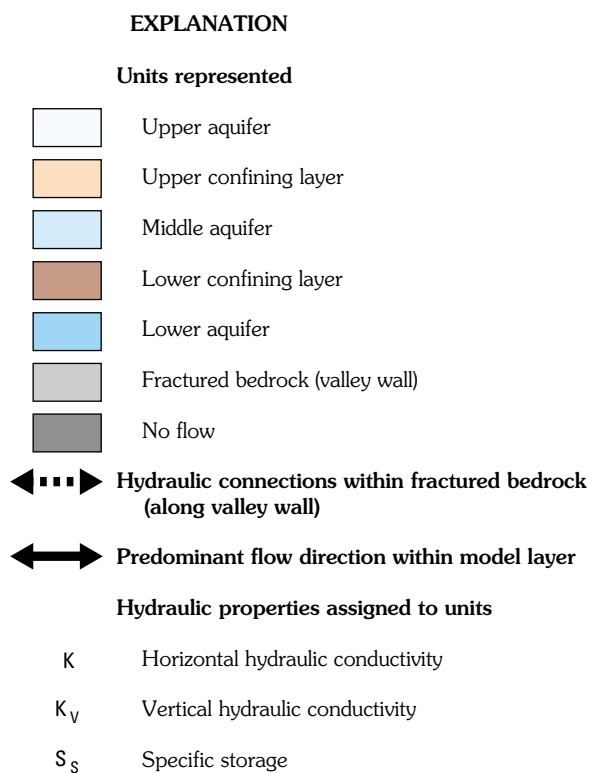 EXPLANATION
Units represented
Upper aquifer
Upper confining layer
Middle aquifer
Lower confining layer
Lower aquifer
Fractured bedrock (valley wall)
No flow
Hydraulic connections within fractured bedrock
(along valley wall)
Predominant flow direction within model layer
Hydraulic properties assigned to units
K Horizontal hydraulic conductivity
KV Vertical hydraulic conductivity
SS Specific storage